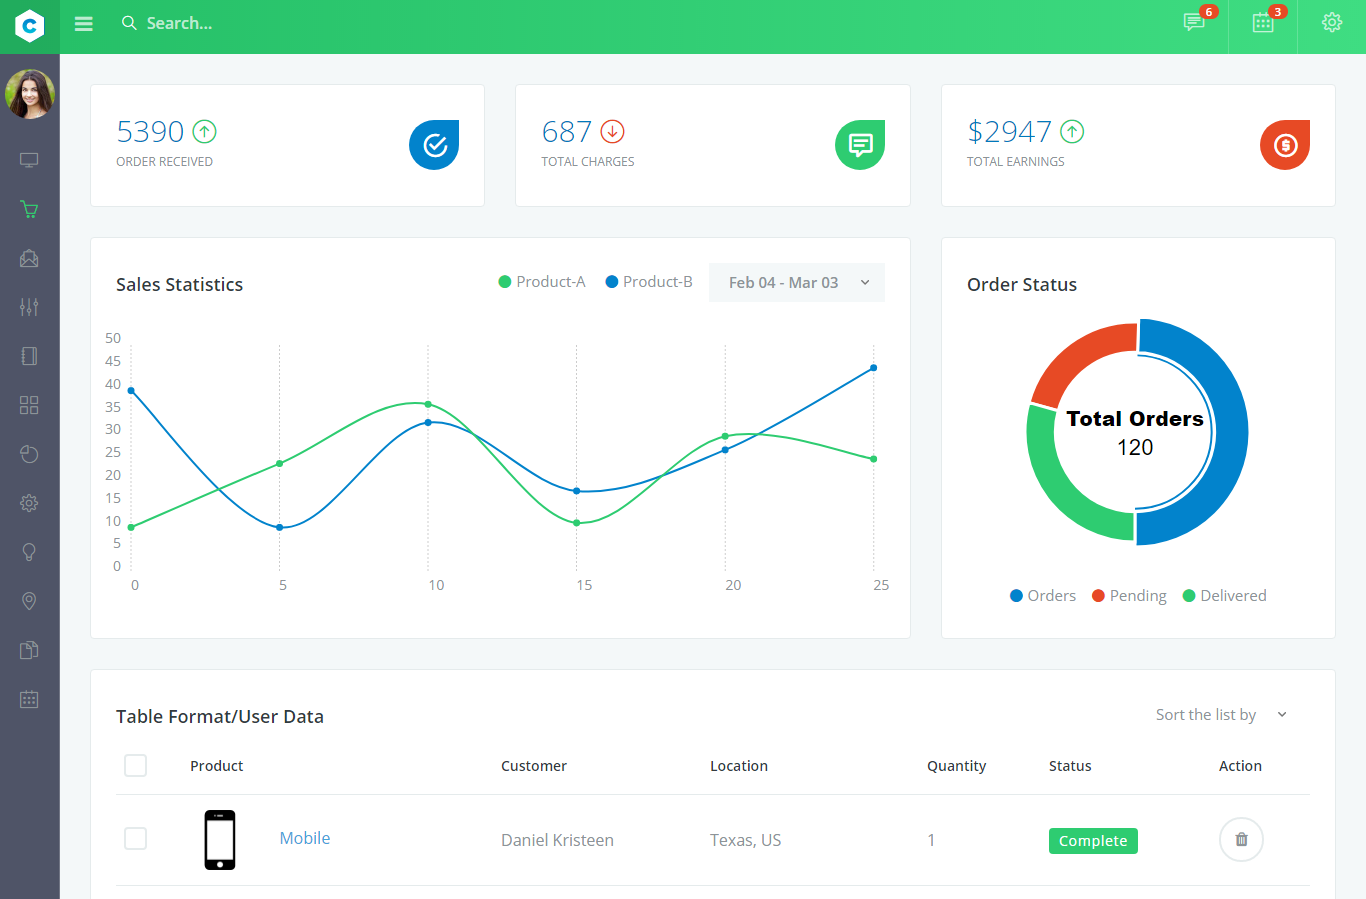 C
Search...
6
3
5390
ORDER RECEIVED
687
TOTAL CHARGES
$2947
TOTAL EARNINGS
$
Sales Statistics
Product-A
Product-B
Feb 04 - Mar 03
50
45
40
35
30
25
20
15
10
5
0
0 5 10 15 20 25
Order Status
Total Orders
120
Orders Pending Delivered
Table Format/User Data
Sort the list by
Product Customer Location Quantity Status Action
Mobile Daniel Kristeen Texas, US 1 Complete